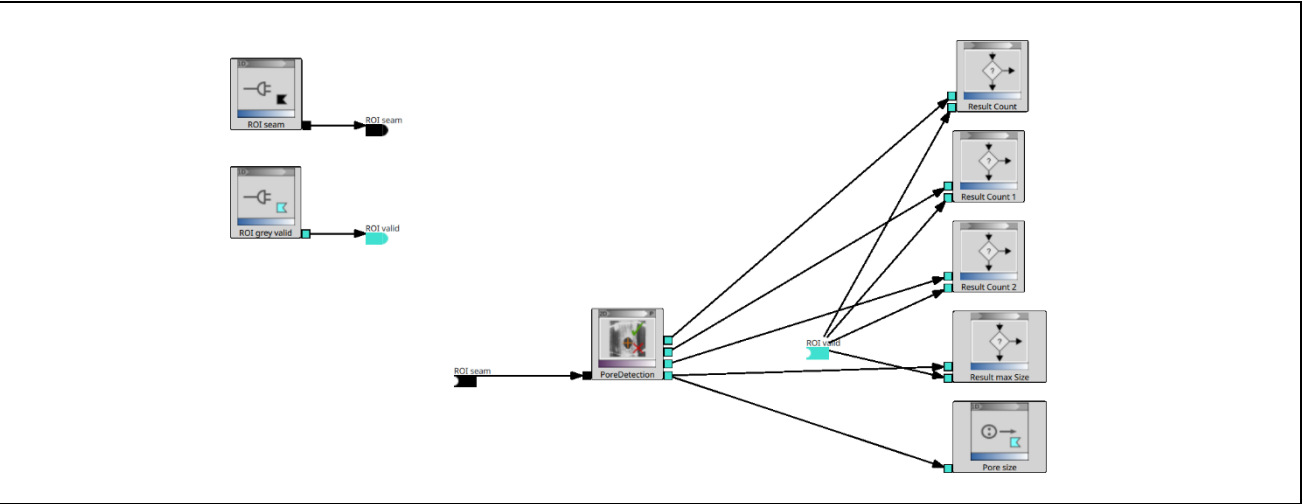 ROI seam
ROI seam
ROI grey valid
ROI valid
ROI seam
2D
P
PoreDetection
ROI valid
?
Result Count
?
Result Count 1
?
Result Count 2
?
Result max Size
Pore size